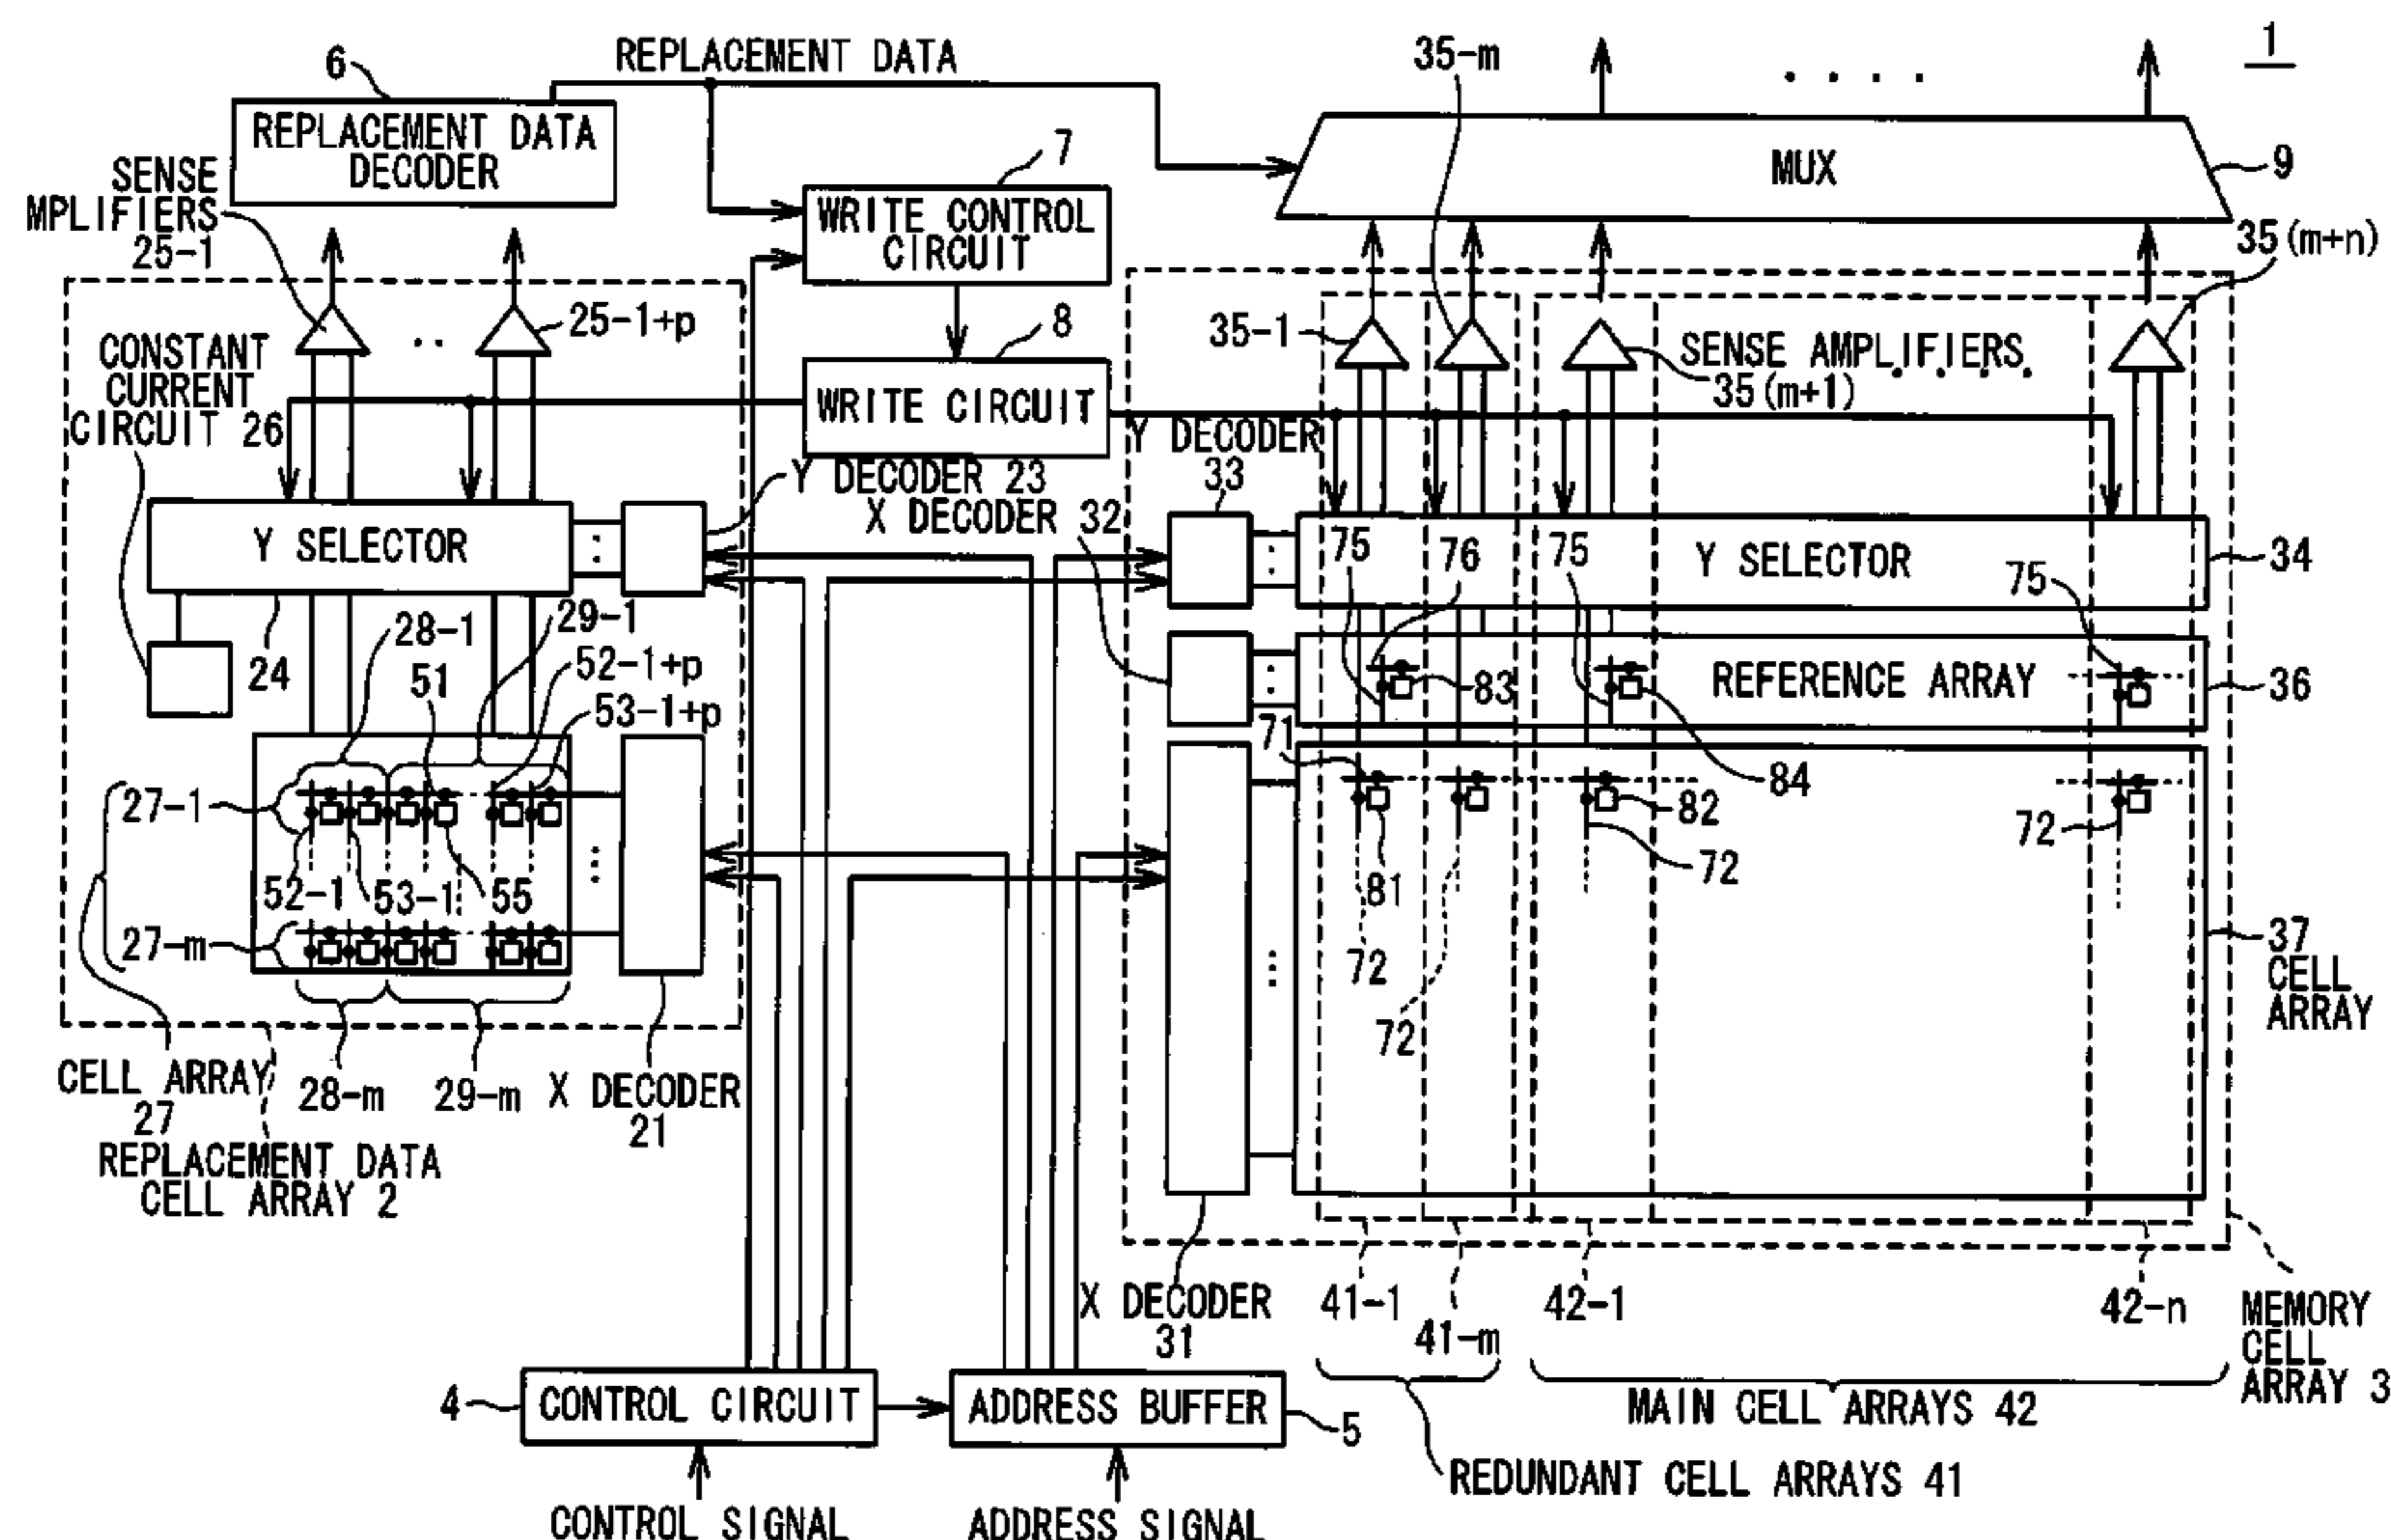 1
6
REPLACEMENT DATA
35-m
REPLACEMENT DATA
DECODER
7
MUX
9
SENSE
MPLIFIERS
25-1
WRITE CONTROL
CIRCUIT
35(m+n)
25-1+p
8
35-1
SENSE AMPLIFIERS
35(m+1)
CONSTANT
CURRENT
CIRCUIT 26
WRITE CIRCUIT
Y DECODER
33
Y DECODER 23
X DECODER 32
Y SELECTOR
75
76
75
Y SELECTOR
75
34
24
28-1
29-1
52-1+p
51
53-1+p
83
REFERENCE ARRAY
36
71
84
27-1
82
72
72
52-1
53-1
55
81
27-m
72
37
CELL
ARRAY
72
CELL ARRAY
27
28-m
29-m
X DECODER
21
REPLACEMENT DATA
CELL ARRAY 2
X DECODER
31
41-1
41-m
42-1
42-n
MEMORY
CELL
ARRAY 3
4
CONTROL CIRCUIT
ADDRESS BUFFER
5
MAIN CELL ARRAYS 42
REDUNDANT CELL ARRAYS 41
CONTROL SIGNAL
ADDRESS SIGNAL